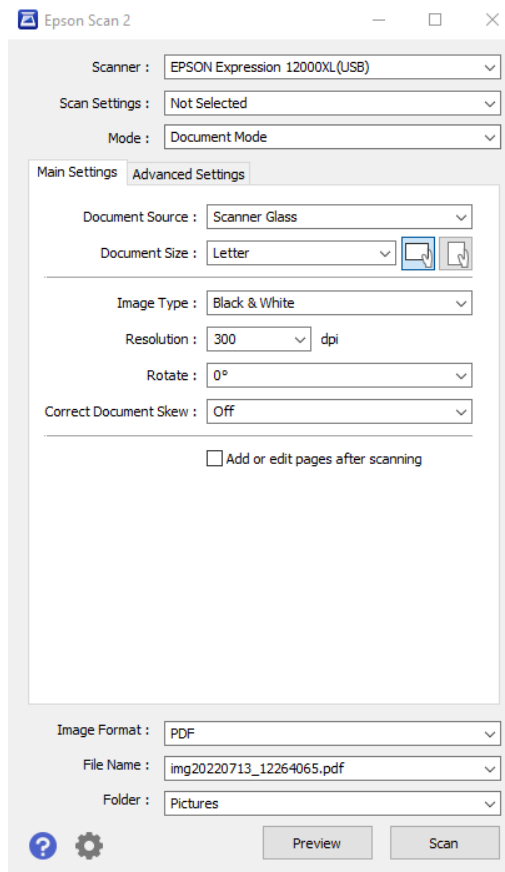 Epson Scan 2
Scanner : EPSON Expression 12000XL(USB)
Scan Settings : Not Selected
Mode : Document Mode
Main Settings Advanced Settings
Document Source : Scanner Glass
Document Size : Letter
Image Type : Black & White
Resolution : 300 dpi
Rotate : 0°
Correct Document Skew : Off
Add or edit pages after scanning
Image Format : PDF
File Name : img20220713_12264065.pdf
Folder : Pictures
? Preview Scan